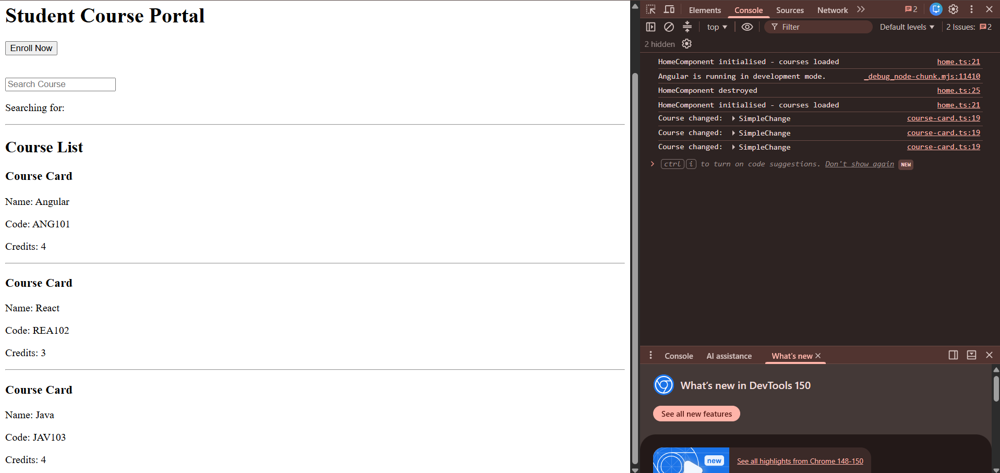 Student Course Portal
Enroll Now
Search Course
Searching for:
Course List
Course Card
Name: Angular
Code: ANG101
Credits: 4
Course Card
Name: React
Code: REA102
Credits: 3
Course Card
Name: Java
Code: JAV103
Credits: 4
Elements Console Sources Network 2
top Filter Default levels 2 Issues: 2
2 hidden
HomeComponent initialised - courses loaded home.ts:21
Angular is running in development mode. _debug_node-chunk.mjs:11410
HomeComponent destroyed home.ts:25
HomeComponent initialised - courses loaded home.ts:21
Course changed: SimpleChange course-card.ts:19
Course changed: SimpleChange course-card.ts:19
Course changed: SimpleChange course-card.ts:19
ctrl i to turn on code suggestions. Don't show again NEW
Console AI assistance What's new
What's new in DevTools 150
See all new features
new See all highlights from Chrome 148-150